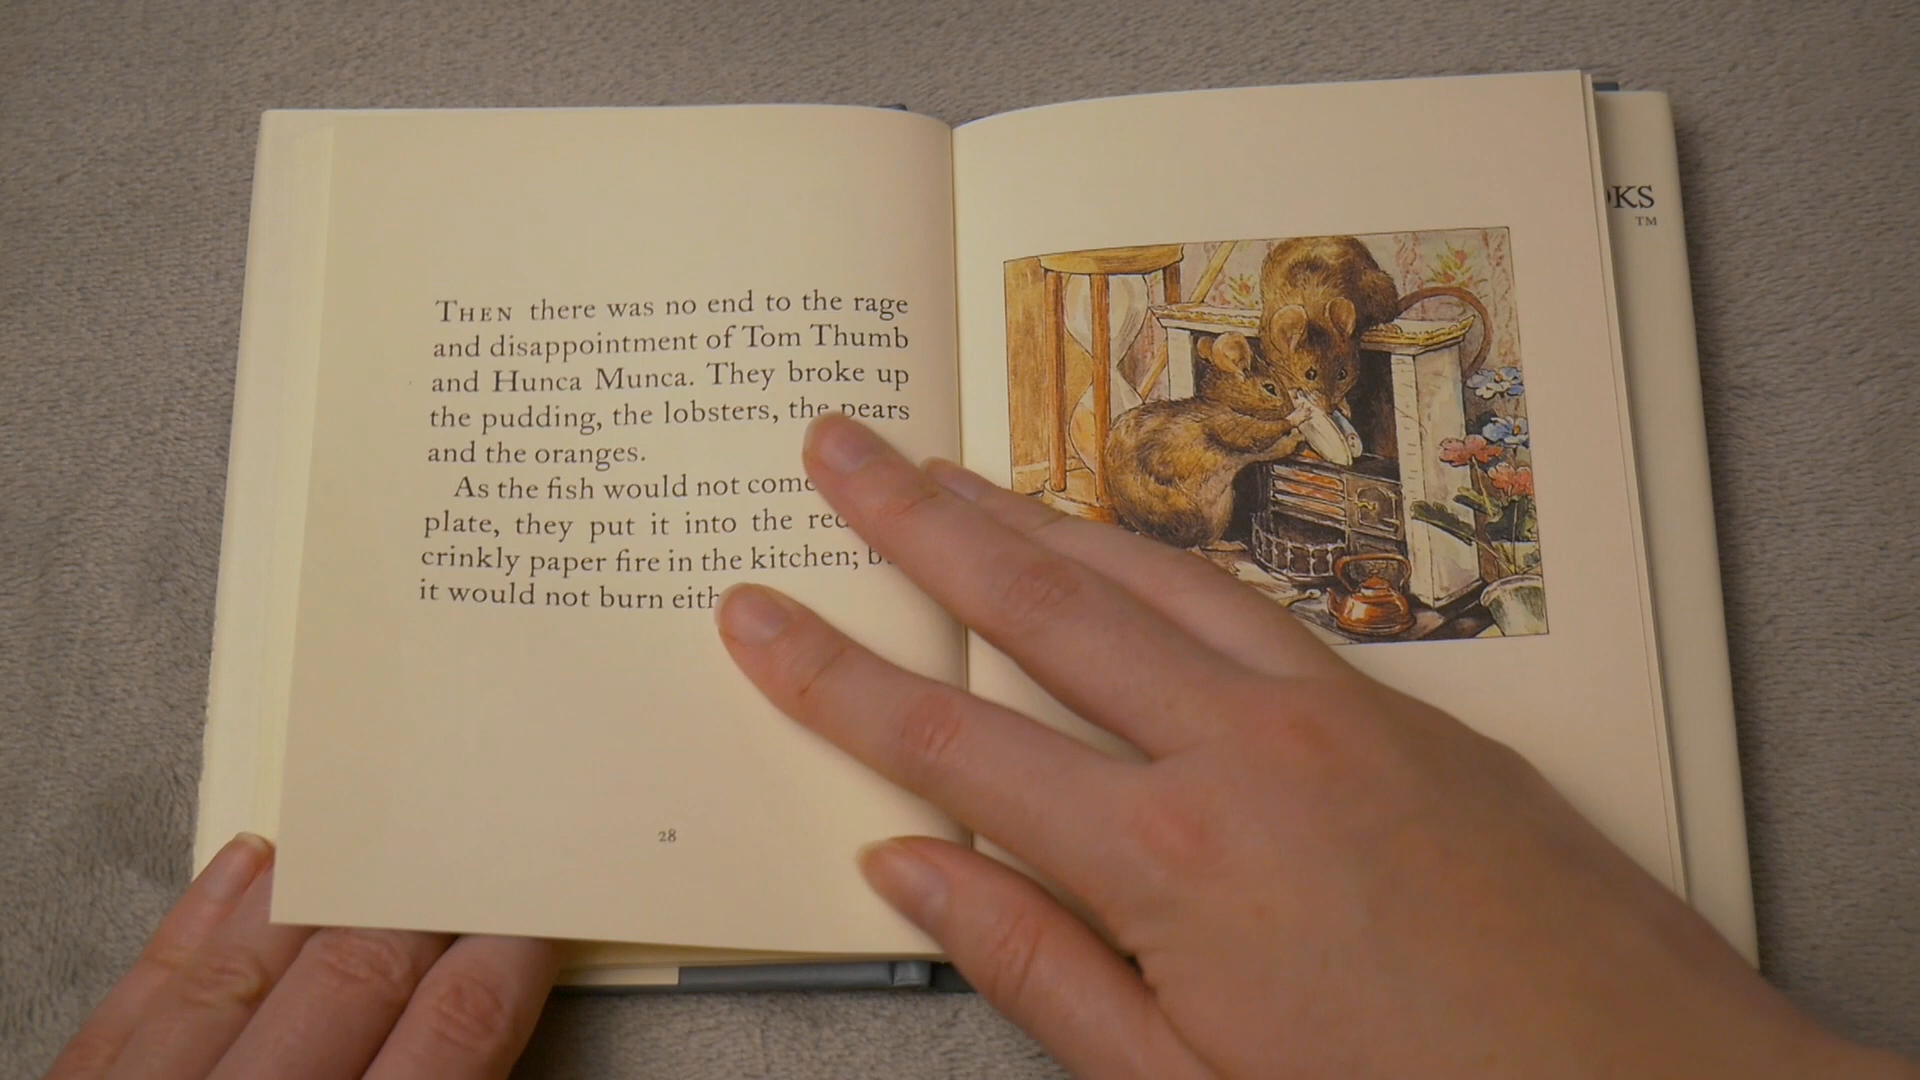 THEN there was no end to the rage
and disappointment of Tom Thumb
and Hunca Munca. They broke up
the pudding, the lobsters, the pears
and the oranges.
As the fish would not come
plate, they put it into the
crinkly paper fire in the kitchen;
it would not burn
28
TM